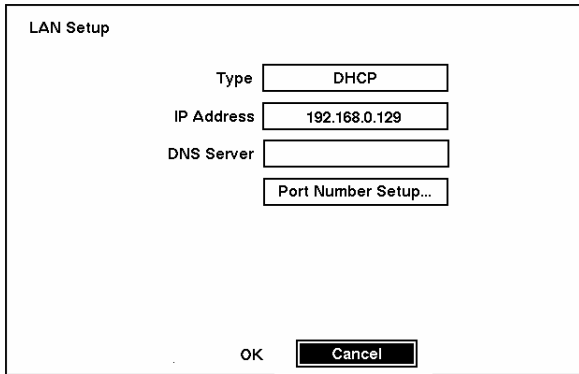 LAN Setup
Type DHCP
IP Address 192.168.0.129
DNS Server
Port Number Setup...
OK Cancel